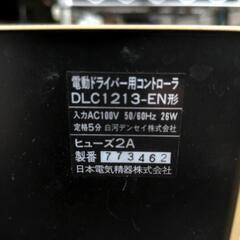 電動ドライバー用コントローラ
DLC1213-EN形
入力AC100V 50/60Hz 26W
定格5分 白河デンセイ株式会社
ヒューズ2A
製番 773462
日本電気精器株式会社